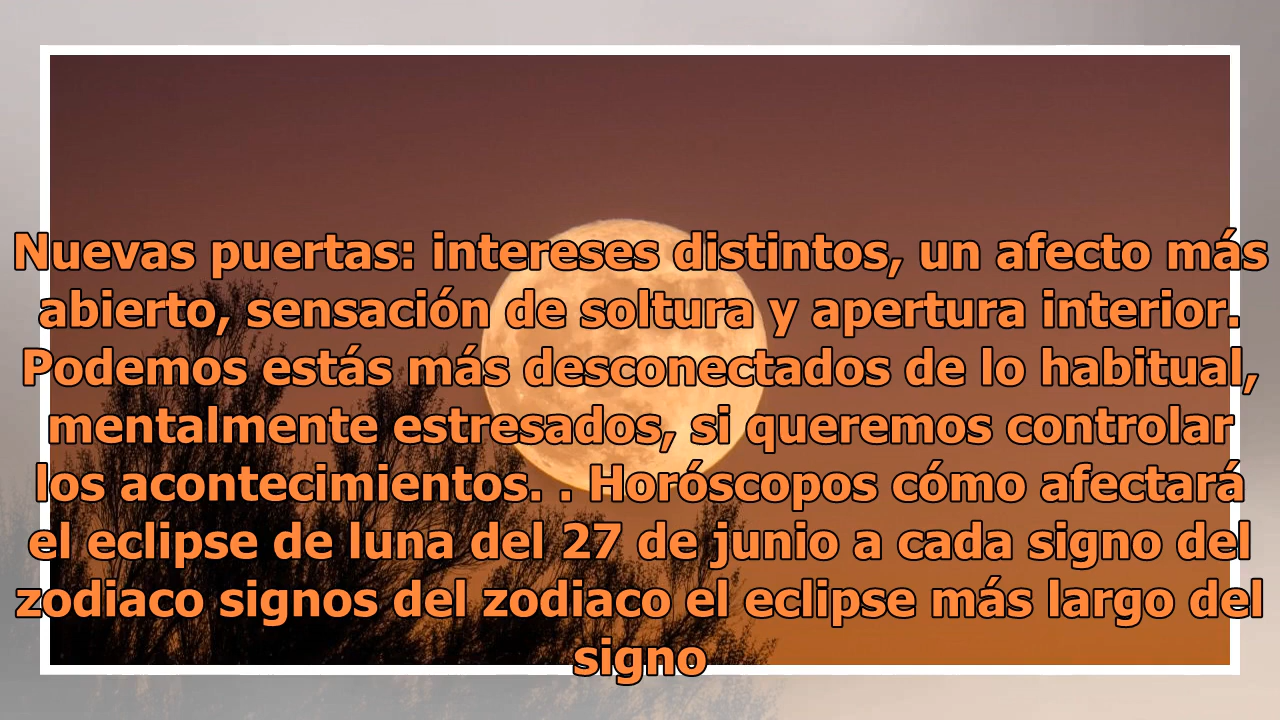 Nuevas puertas: intereses distintos, un afecto más
abierto, sensación de soltura y apertura interior.
Podemos estás más desconectados de lo habitual,
mentalmente estresados, si queremos controlar
los acontecimientos. . Horóscopos cómo afectará
el eclipse de luna del 27 de junio a cada signo del
zodiaco signos del zodiaco el eclipse más largo del
signo